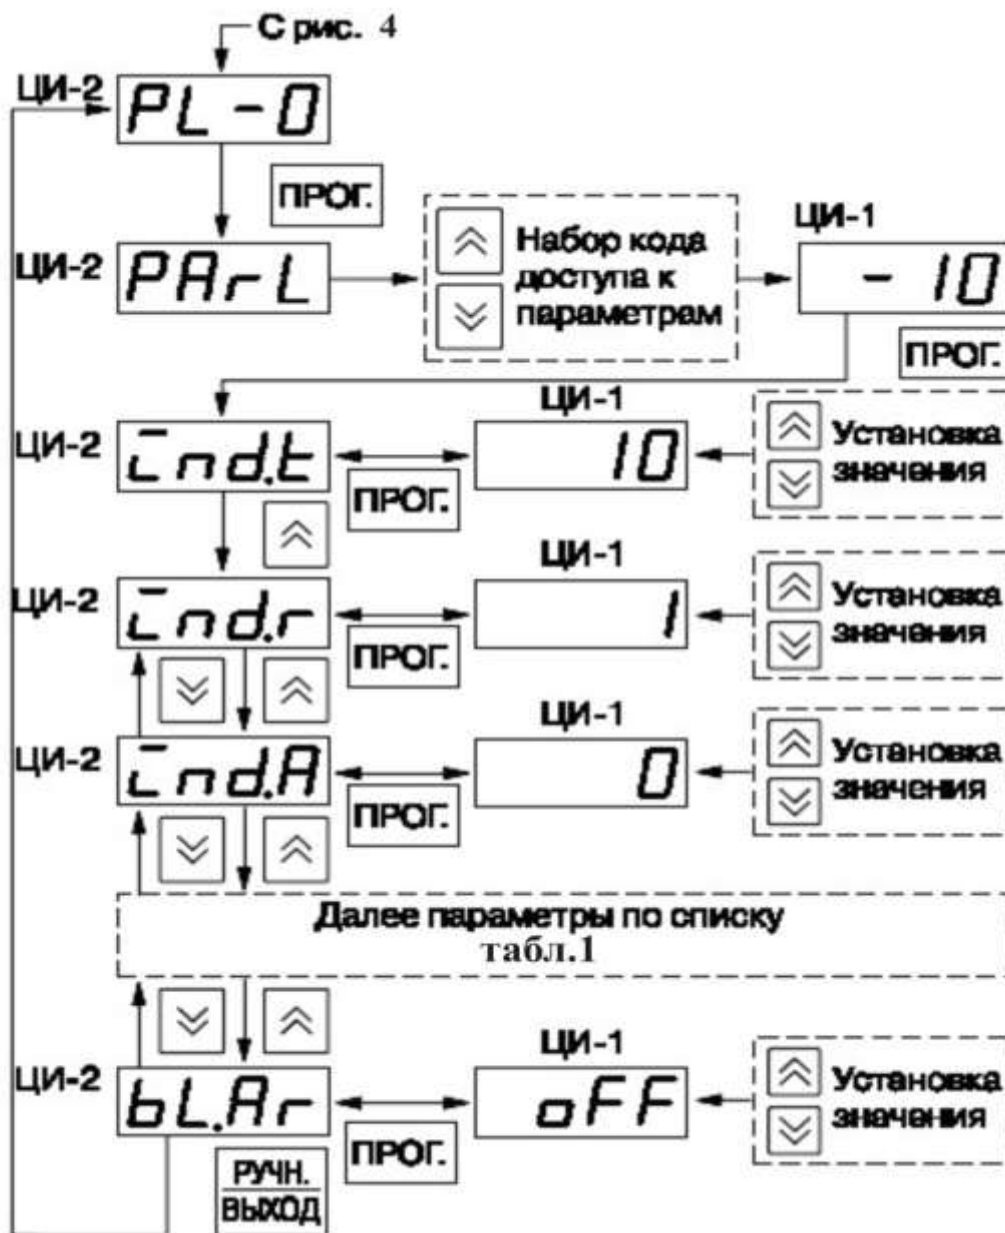 С рис. 4
ЦИ-2
PL-0
ПРОГ.
ЦИ-2
PArL
Набор кода
доступа к
параметрам
ЦИ-1
-10
ПРОГ.
ЦИ-2
ind.t
ПРОГ.
ЦИ-1
10
Установка
значения
ЦИ-2
ind.r
ПРОГ.
ЦИ-1
1
Установка
значения
ЦИ-2
ind.A
ПРОГ.
ЦИ-1
0
Установка
значения
Далее параметры по списку
табл.1
ЦИ-2
bL.Ar
ПРОГ.
ЦИ-1
oFF
Установка
значения
РУЧН.
ВЫХОД